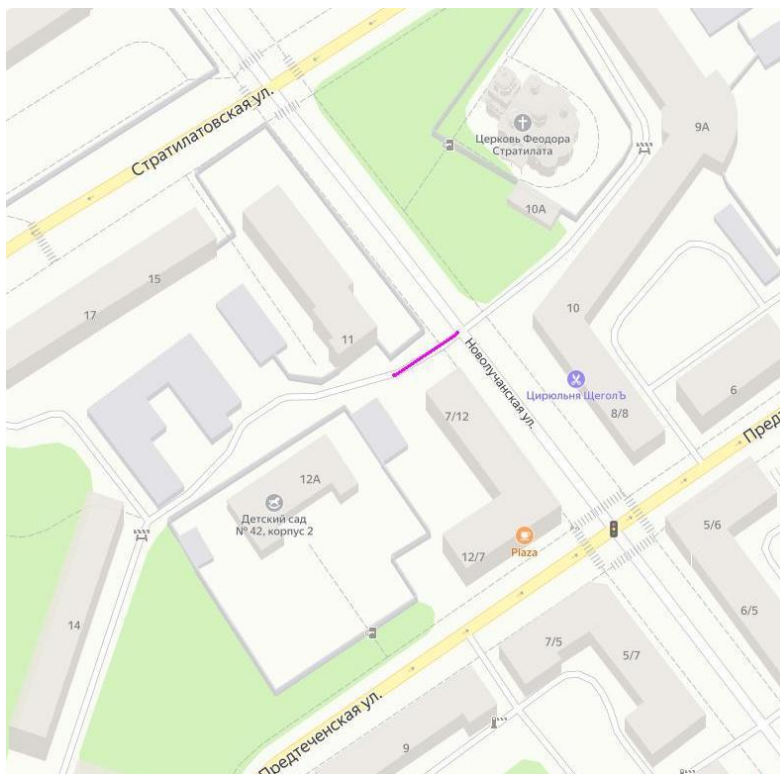 Стратилатовская ул.
Церковь Феодора
Стратилата
9А
10А
15
17
11
10
Новолучанская ул.
Цирюльня ЩеголЪ
8/8
6
7/12
Предт
12А
Детский сад
№ 42, корпус 2
Plaza
12/7
5/6
14
7/5
5/7
6/5
Предтеченская ул.
9